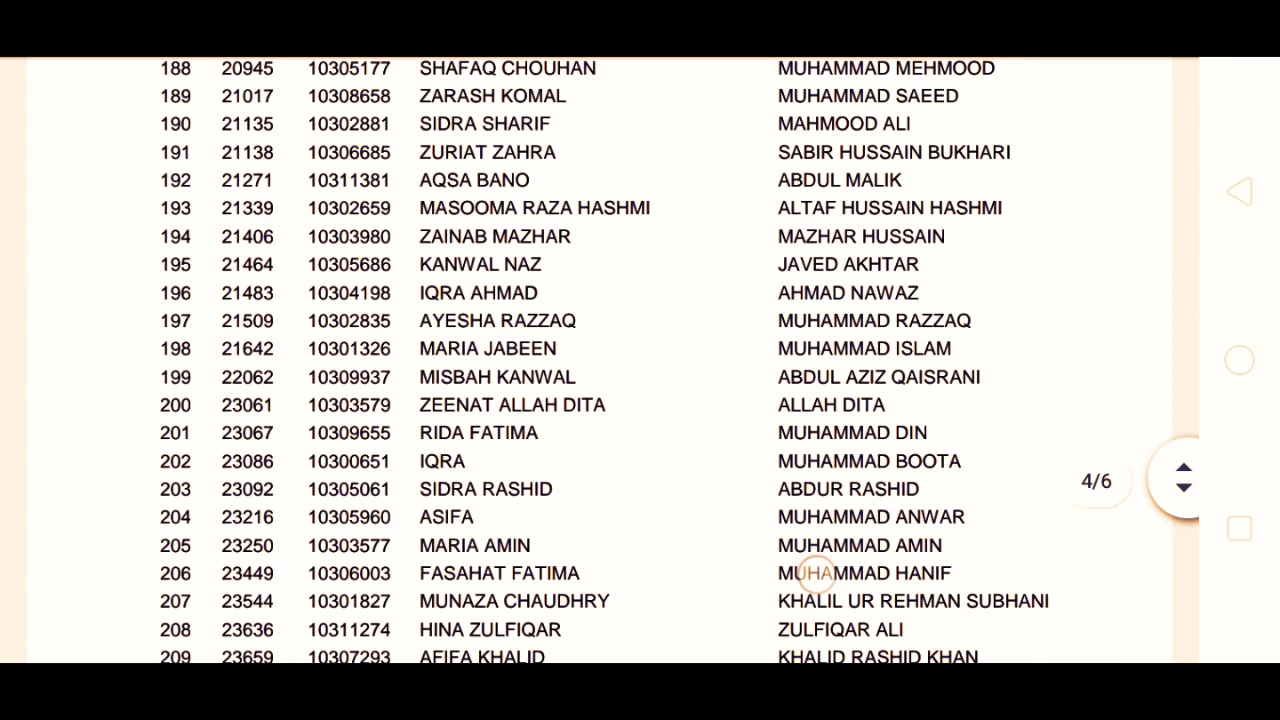 188 20945 10305177 SHAFAQ CHOUHAN MUHAMMAD MEHMOOD
189 21017 10308658 ZARASH KOMAL MUHAMMAD SAEED
190 21135 10302881 SIDRA SHARIF MAHMOOD ALI
191 21138 10306685 ZURIAT ZAHRA SABIR HUSSAIN BUKHARI
192 21271 10311381 AQSA BANO ABDUL MALIK
193 21339 10302659 MASOOMA RAZA HASHMI ALTAF HUSSAIN HASHMI
194 21406 10303980 ZAINAB MAZHAR MAZHAR HUSSAIN
195 21464 10305686 KANWAL NAZ JAVED AKHTAR
196 21483 10304198 IQRA AHMAD AHMAD NAWAZ
197 21509 10302835 AYESHA RAZZAQ MUHAMMAD RAZZAQ
198 21642 10301326 MARIA JABEEN MUHAMMAD ISLAM
199 22062 10309937 MISBAH KANWAL ABDUL AZIZ QAISRANI
200 23061 10303579 ZEENAT ALLAH DITA ALLAH DITA
201 23067 10309655 RIDA FATIMA MUHAMMAD DIN
202 23086 10300651 IQRA MUHAMMAD BOOTA
203 23092 10305061 SIDRA RASHID ABDUR RASHID
4/6
204 23216 10305960 ASIFA MUHAMMAD ANWAR
205 23250 10303577 MARIA AMIN MUHAMMAD AMIN
206 23449 10306003 FASAHAT FATIMA MUHAMMAD HANIF
207 23544 10301827 MUNAZA CHAUDHRY KHALIL UR REHMAN SUBHANI
208 23636 10311274 HINA ZULFIQAR ZULFIQAR ALI
209 23659 10307293 AFIFA KHALID KHALID RASHID KHAN